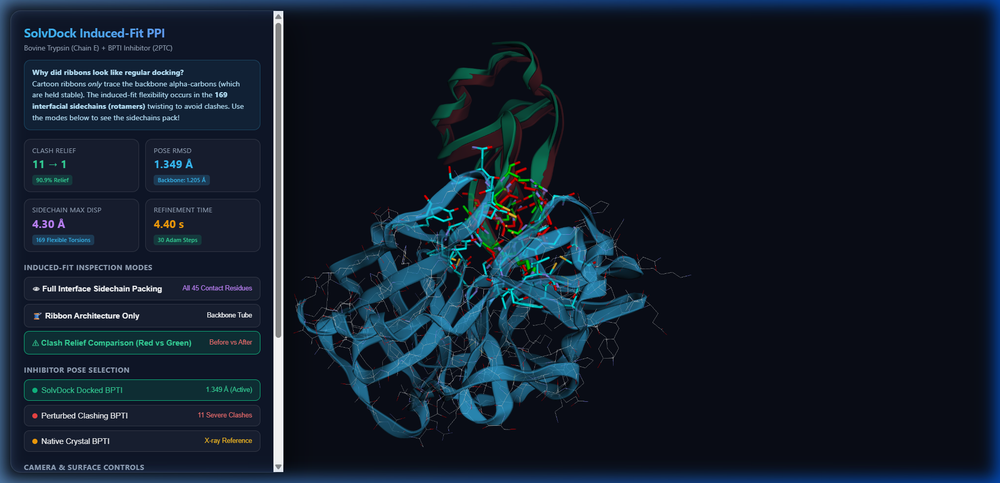 SolvDock Induced-Fit PPI
Bovine Trypsin (Chain E) + BPTI Inhibitor (2PTC)
Why did ribbons look like regular docking?
Cartoon ribbons only trace the backbone alpha-carbons (which
are held stable). The induced-fit flexibility occurs in the 169
interfacial sidechains (rotamers) twisting to avoid clashes. Use
the modes below to see the sidechains pack!
CLASH RELIEF
11 → 1
90.9% Relief
POSE RMSD
1.349 Å
Backbone: 1.205 Å
SIDECHAIN MAX DISP
4.30 Å
169 Flexible Torsions
REFINEMENT TIME
4.40 s
30 Adam Steps
INDUCED-FIT INSPECTION MODES
👁 Full Interface Sidechain Packing All 45 Contact Residues
🧵 Ribbon Architecture Only Backbone Tube
⚠ Clash Relief Comparison (Red vs Green) Before vs After
INHIBITOR POSE SELECTION
SolvDock Docked BPTI 1.349 Å (Active)
Perturbed Clashing BPTI 11 Severe Clashes
Native Crystal BPTI X-ray Reference
CAMERA & SURFACE CONTROLS